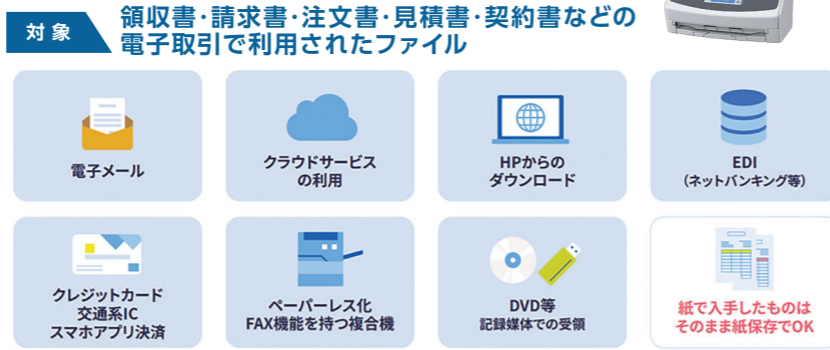 対象
領収書・請求書・注文書・見積書・契約書などの
電子取引で利用されたファイル
電子メール
クラウドサービス
の利用
HPからの
ダウンロード
EDI
(ネットバンキング等)
クレジットカード
交通系IC
スマホアプリ決済
ペーパーレス化
FAX機能を持つ複合機
DVD等
記録媒体での受領
紙で入手したものは
そのまま紙保存でOK